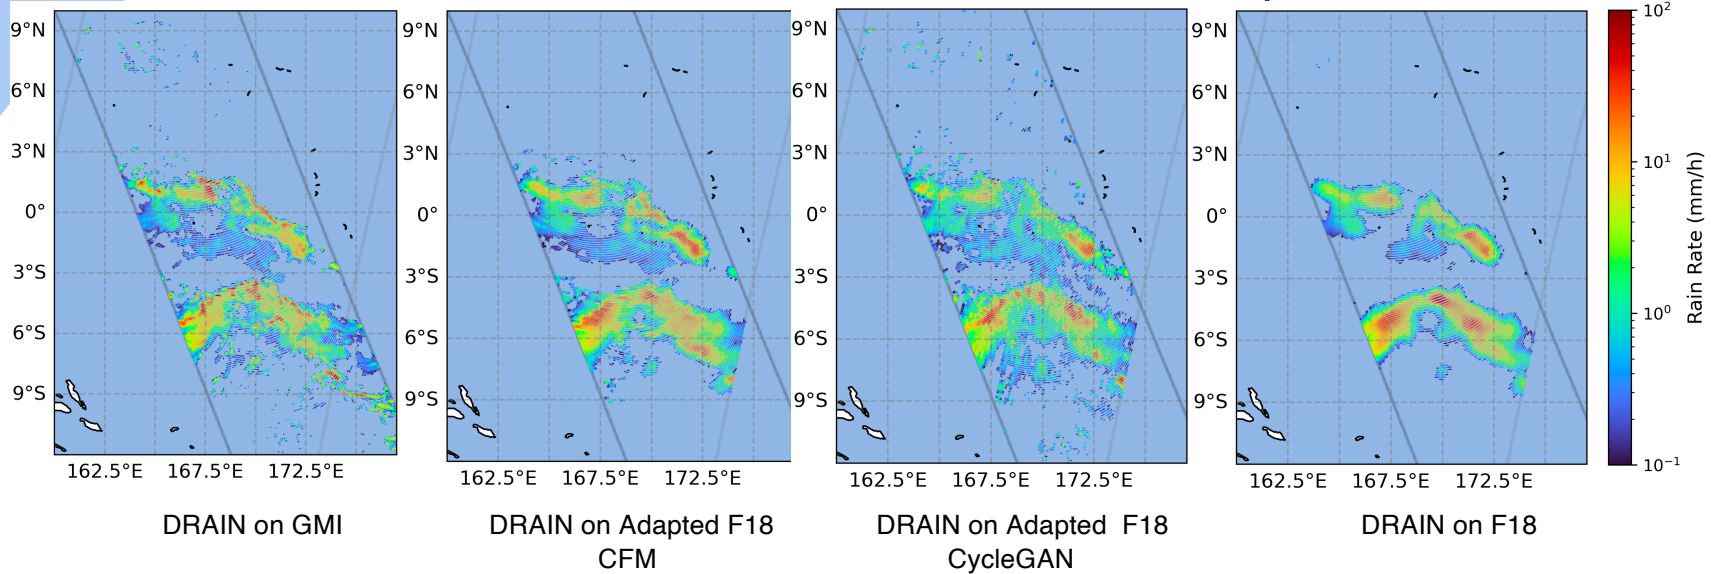 9°N
6°N
3°N
0°
3°S
6°S
9°S
162.5°E 167.5°E 172.5°E
DRAIN on GMI
9°N
6°N
3°N
0°
3°S
6°S
9°S
162.5°E 167.5°E 172.5°E
DRAIN on Adapted F18
CFM
9°N
6°N
3°N
0°
3°S
6°S
9°S
162.5°E 167.5°E 172.5°E
DRAIN on Adapted F18
CycleGAN
9°N
6°N
3°N
0°
3°S
6°S
9°S
162.5°E 167.5°E 172.5°E
DRAIN on F18
10²
10¹
10⁰
10⁻¹
Rain Rate (mm/h)